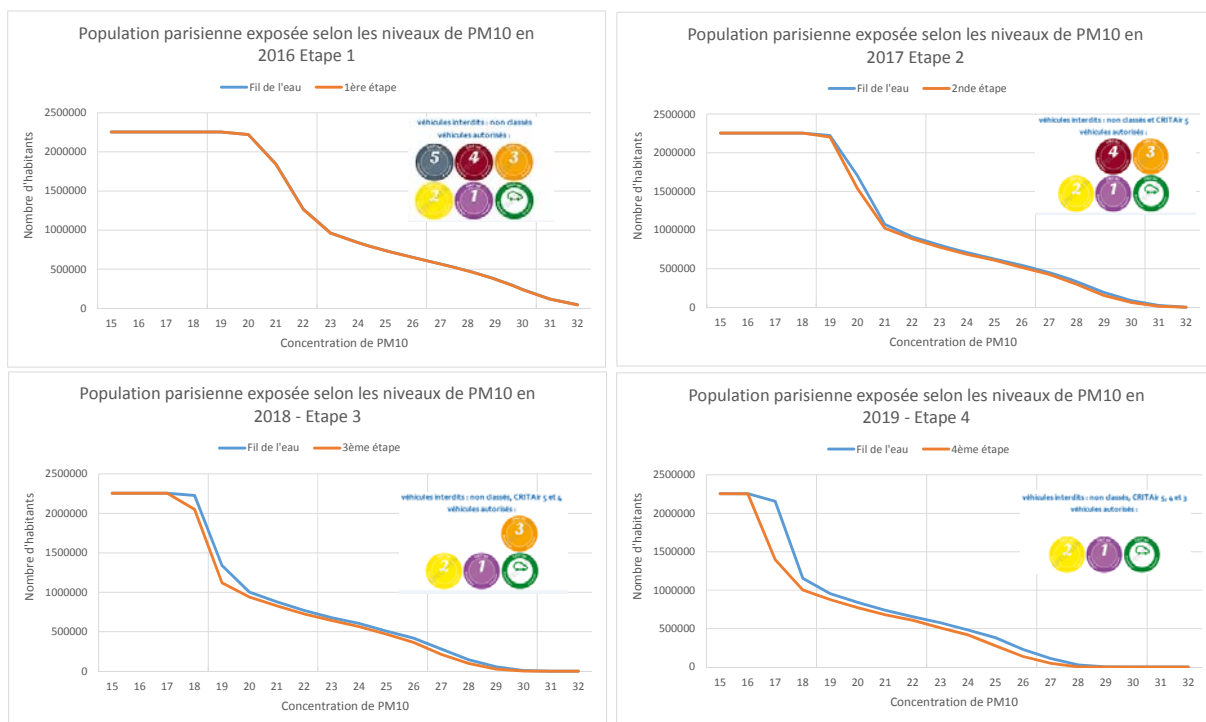 Population parisienne exposée selon les niveaux de PM10 en
2016 Etape 1
Fil de l'eau 1ère étape
Nombre d'habitants
2500000
2000000
1500000
1000000
500000
0
véhicules interdits : non classés
véhicules autorisés :
5 4 3
2 1
15 16 17 18 19 20 21 22 23 24 25 26 27 28 29 30 31 32
Concentration de PM10
Population parisienne exposée selon les niveaux de PM10 en
2017 Etape 2
Fil de l'eau 2nde étape
Nombre d'habitants
2500000
2000000
1500000
1000000
500000
0
véhicules interdits : non classés et CRITAir 5
véhicules autorisés :
4 3
2 1
15 16 17 18 19 20 21 22 23 24 25 26 27 28 29 30 31 32
Concentration de PM10
Population parisienne exposée selon les niveaux de PM10 en
2018 - Etape 3
Fil de l'eau 3ème étape
Nombre d'habitants
2500000
2000000
1500000
1000000
500000
0
véhicules interdits : non classés, CRITAir 5 et 4
véhicules autorisés :
3
2 1
15 16 17 18 19 20 21 22 23 24 25 26 27 28 29 30 31 32
Concentration de PM10
Population parisienne exposée selon les niveaux de PM10 en
2019 - Etape 4
Fil de l'eau 4ème étape
Nombre d'habitants
2500000
2000000
1500000
1000000
500000
0
véhicules interdits : non classés, CRITAir 5, 4 et 3
véhicules autorisés :
2 1
15 16 17 18 19 20 21 22 23 24 25 26 27 28 29 30 31 32
Concentration de PM10